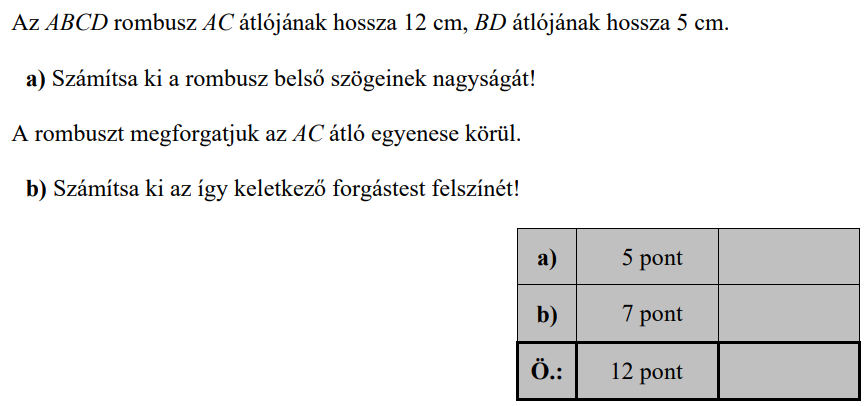 Az ABCD rombusz AC átlójának hossza 12 cm, BD átlójának hossza 5 cm.
a) Számítsa ki a rombusz belső szögeinek nagyságát!
A rombuszt megforgatjuk az AC átló egyenese körül.
b) Számítsa ki az így keletkező forgástest felszínét!
a) 5 pont
b) 7 pont
Ö.: 12 pont